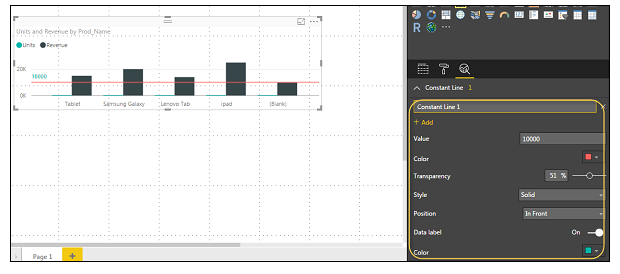 Units and Revenue by Prod_Name
Units Revenue
20K
10000
0K
Tablet Samsung Galaxy Lenovo Tab Ipad (Blank)
Page 1 +
R
Constant Line 1
Constant Line 1
+ Add
Value 10000
Color
Transparency 51 %
Style Solid
Position In Front
Data label On
Color